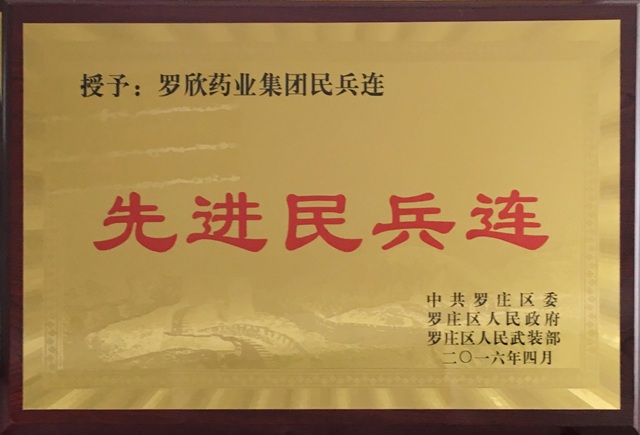 授予：罗欣药业集团民兵连
先进民兵连
中共罗庄区委
罗庄区人民政府
罗庄区人民武装部
二〇一六年四月